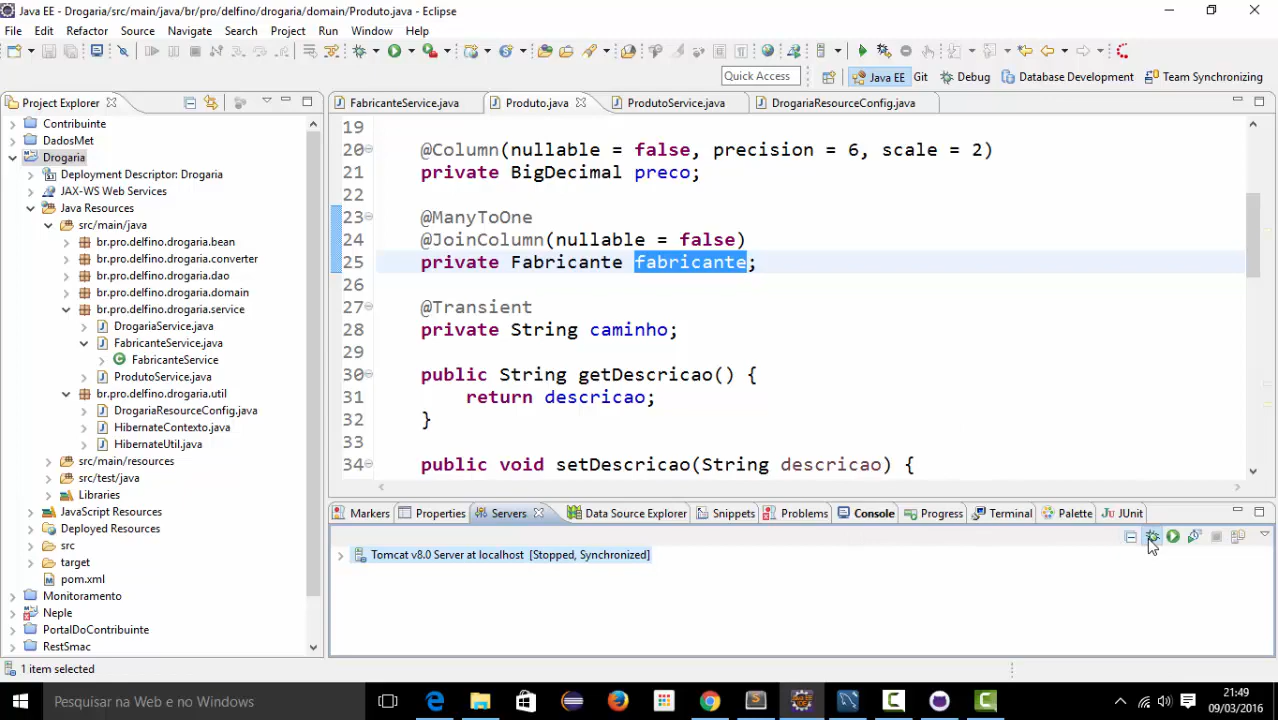 Java EE - Drogaria/src/main/java/br/pro/delfino/drogaria/domain/Produto.java - Eclipse
File Edit Refactor Source Navigate Search Project Run Window Help
Quick Access
Java EE Git Debug Database Development Team Synchronizing
Project Explorer
Contribuinte
DadosMet
Drogaria
Deployment Descriptor: Drogaria
JAX-WS Web Services
Java Resources
src/main/java
br.pro.delfino.drogaria.bean
br.pro.delfino.drogaria.converter
br.pro.delfino.drogaria.dao
br.pro.delfino.drogaria.domain
br.pro.delfino.drogaria.service
DrogariaService.java
FabricanteService.java
FabricanteService
ProdutoService.java
br.pro.delfino.drogaria.util
DrogariaResourceConfig.java
HibernateContexto.java
HibernateUtil.java
src/main/resources
src/test/java
Libraries
JavaScript Resources
Deployed Resources
src
target
pom.xml
Monitoramento
Neple
PortalDoContribuinte
RestSmac
FabricanteService.java Produto.java ProdutoService.java DrogariaResourceConfig.java
19
20 @Column(nullable = false, precision = 6, scale = 2)
21 private BigDecimal preco;
22
23 @ManyToOne
24 @JoinColumn(nullable = false)
25 private Fabricante fabricante;
26
27 @Transient
28 private String caminho;
29
30 public String getDescricao() {
31 return descricao;
32 }
33
34 public void setDescricao(String descricao) {
Markers Properties Servers Data Source Explorer Snippets Problems Console Progress Terminal Palette JUnit
Tomcat v8.0 Server at localhost [Stopped, Synchronized]
1 item selected
Pesquisar na Web e no Windows
21:49
09/03/2016